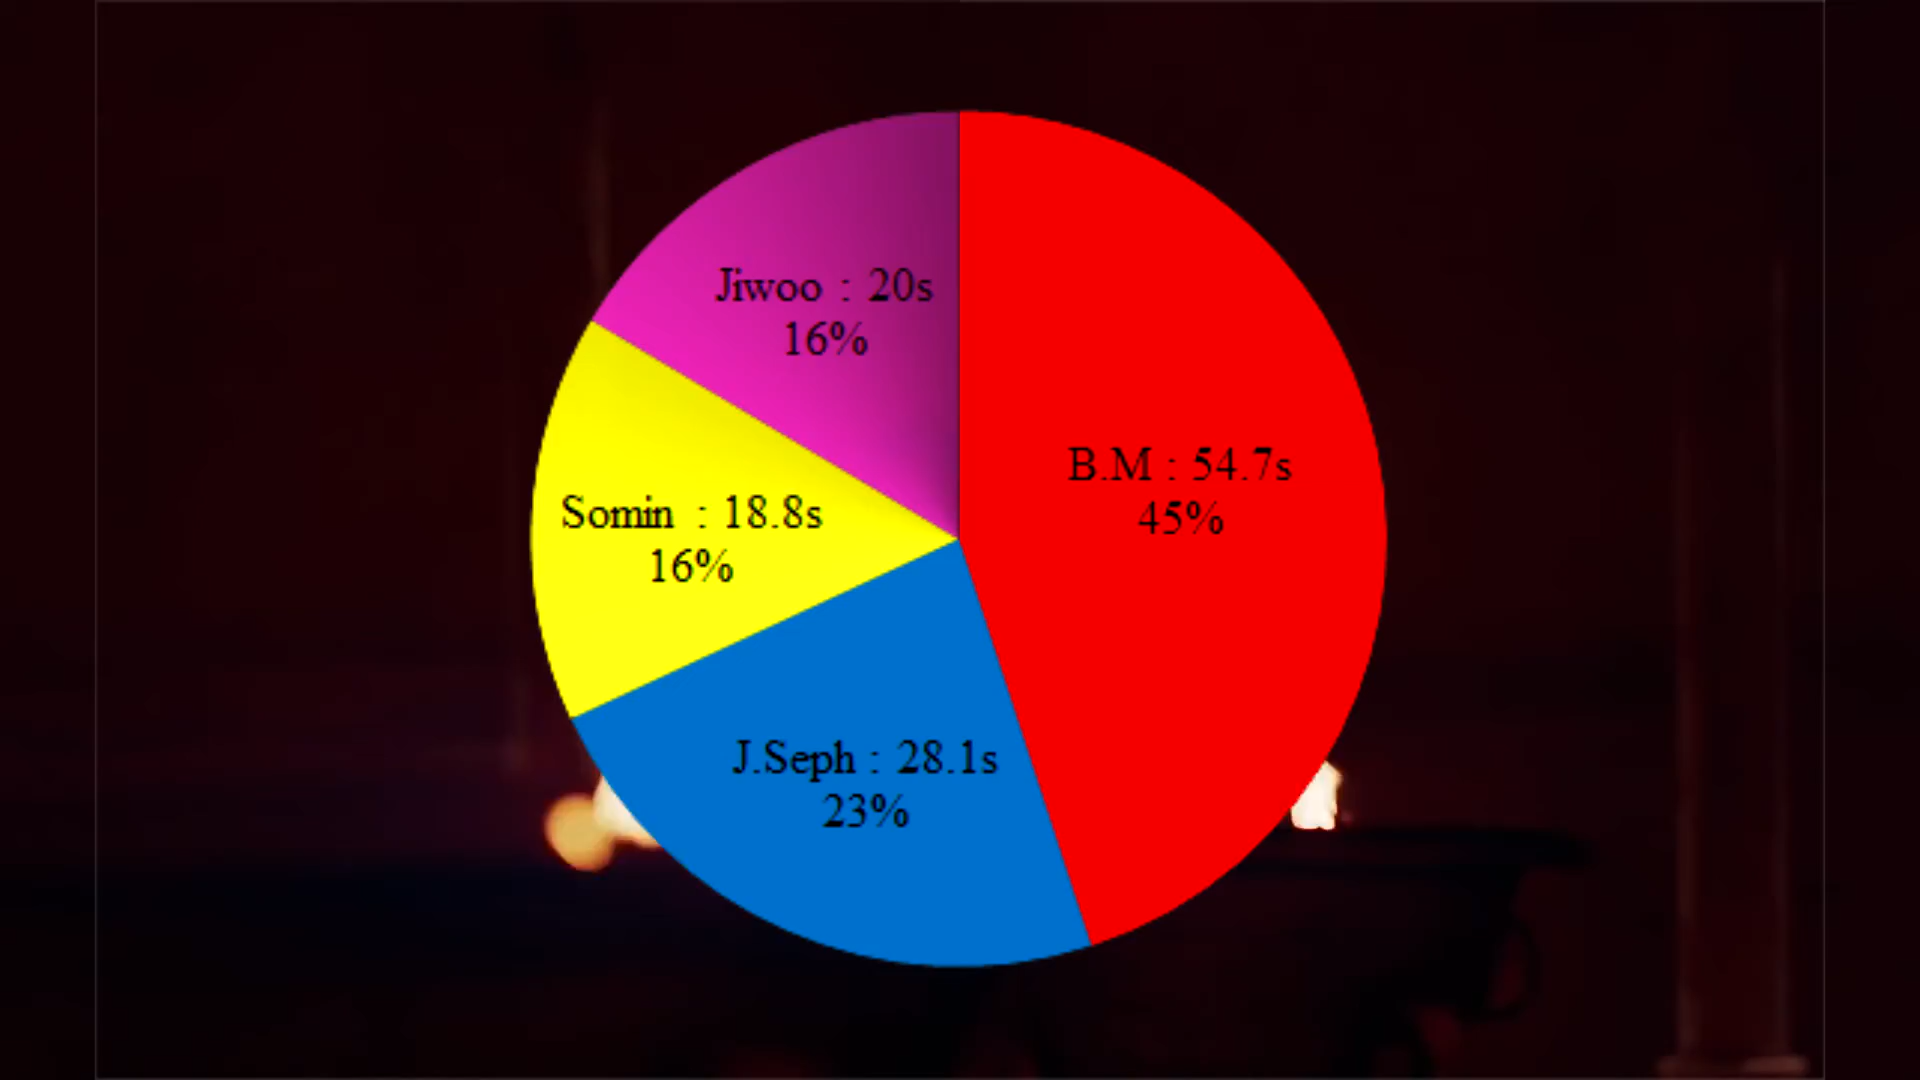 Jiwoo : 20s
16%
B.M : 54.7s
45%
Somin : 18.8s
16%
J.Seph : 28.1s
23%